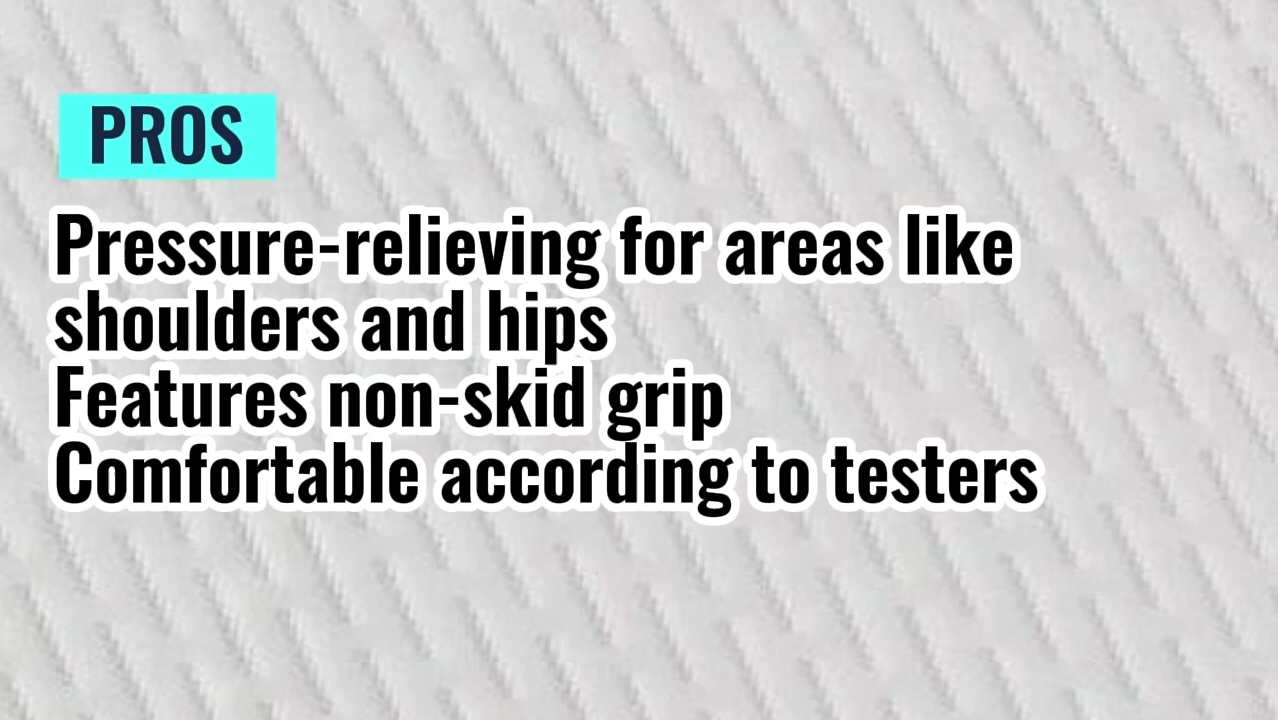 PROS
Pressure-relieving for areas like
shoulders and hips
Features non-skid grip
Comfortable according to testers